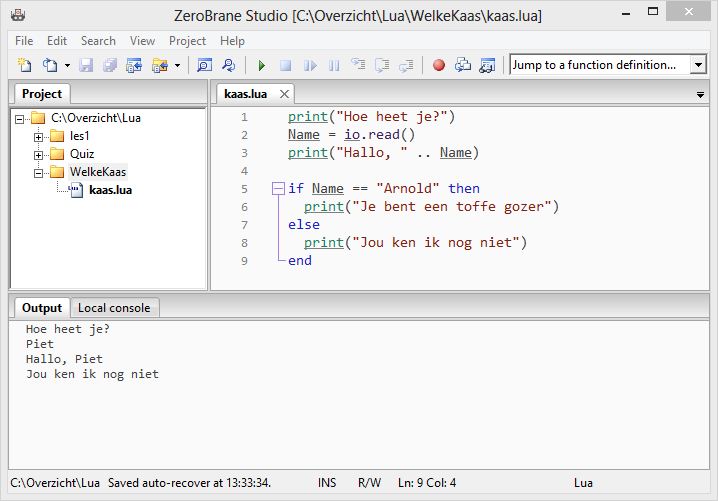 ZeroBrane Studio [C:\Overzicht\Lua\WelkeKaas\kaas.lua]
File Edit Search View Project Help
Jump to a function definition...
Project
C:\Overzicht\Lua
les1
Quiz
WelkeKaas
kaas.lua
kaas.lua
1 print("Hoe heet je?")
2 Name = io.read()
3 print("Hallo, " .. Name)
4
5 if Name == "Arnold" then
6 print("Je bent een toffe gozer")
7 else
8 print("Jou ken ik nog niet")
9 end
Output Local console
Hoe heet je?
Piet
Hallo, Piet
Jou ken ik nog niet
C:\Overzicht\Lua Saved auto-recover at 13:33:34. INS R/W Ln: 9 Col: 4 Lua